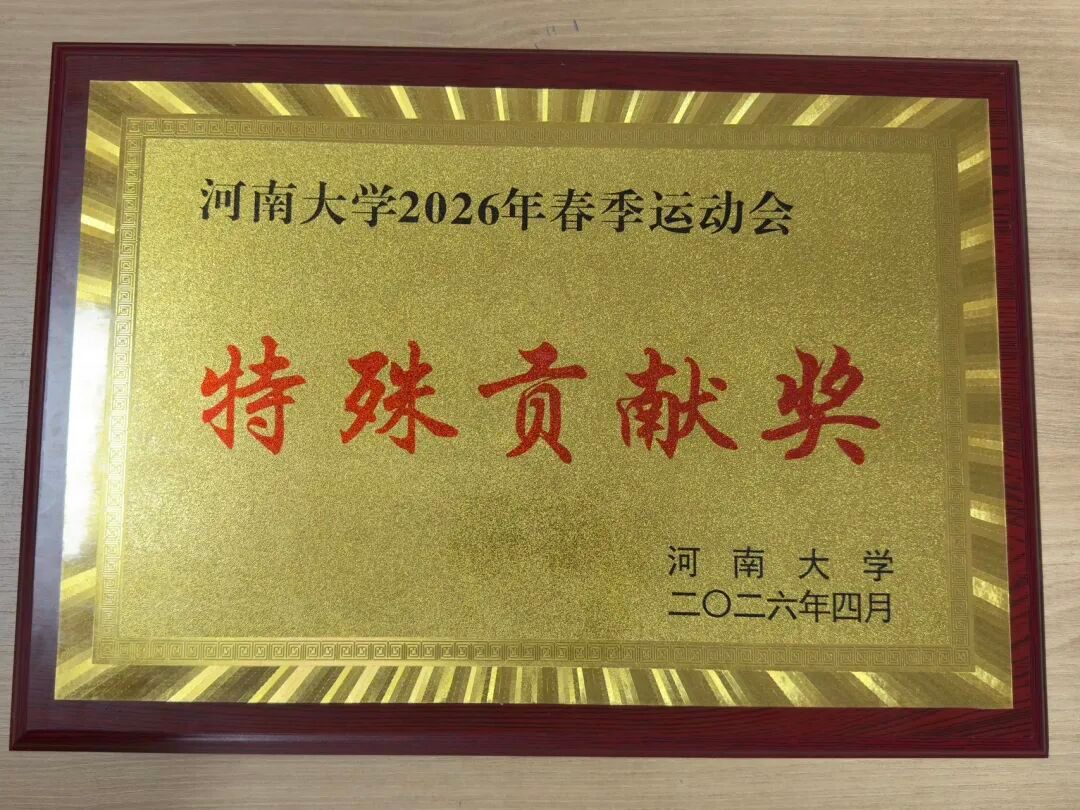 河南大学2026年春季运动会
特殊贡献奖
河南大学
二〇二六年四月